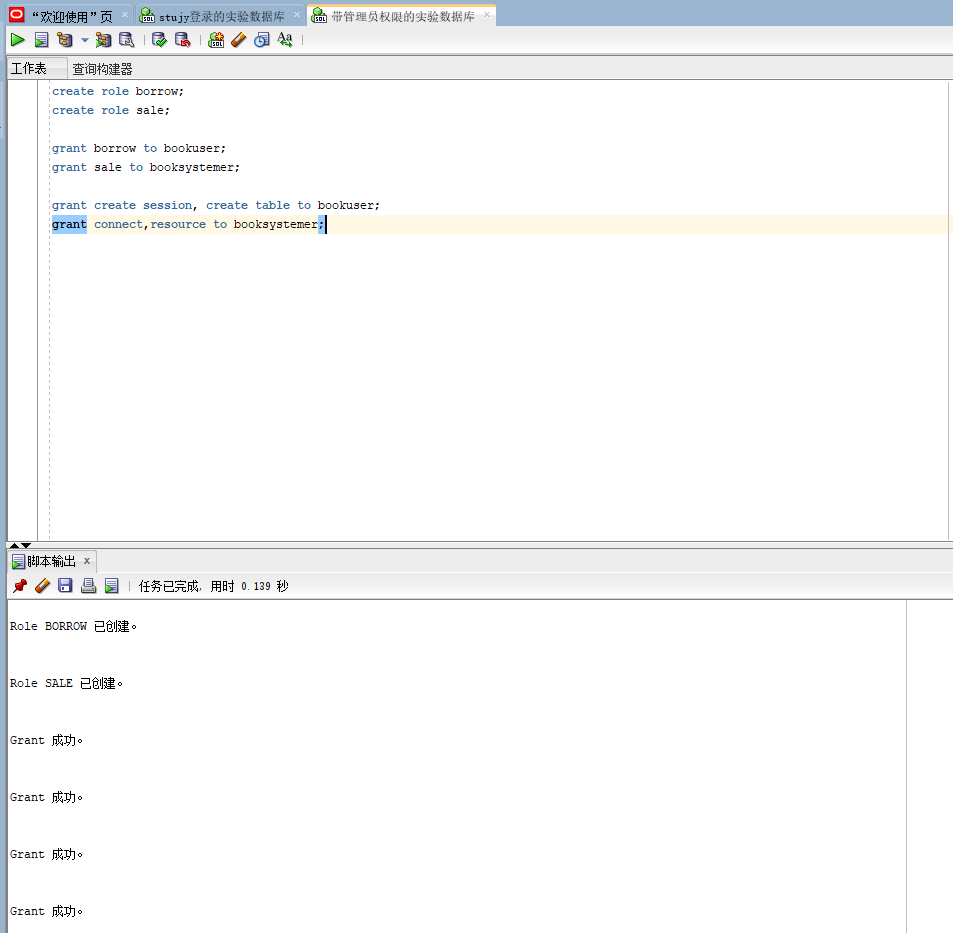 “欢迎使用”页 stujy登录的实验数据库 带管理员权限的实验数据库
工作表 查询构建器
create role borrow;
create role sale;
grant borrow to bookuser;
grant sale to booksystemer;
grant create session, create table to bookuser;
grant connect,resource to booksystemer;
脚本输出 x
任务已完成, 用时 0.139 秒
Role BORROW 已创建。
Role SALE 已创建。
Grant 成功。
Grant 成功。
Grant 成功。
Grant 成功。